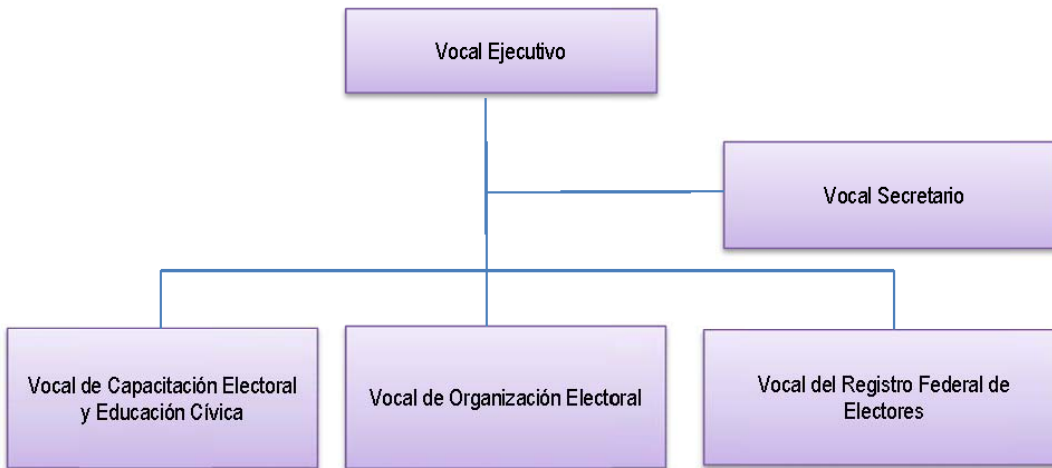 Vocal Ejecutivo
Vocal Secretario
Vocal de Capacitación Electoral
y Educación Cívica
Vocal de Organización Electoral
Vocal del Registro Federal de
Electores